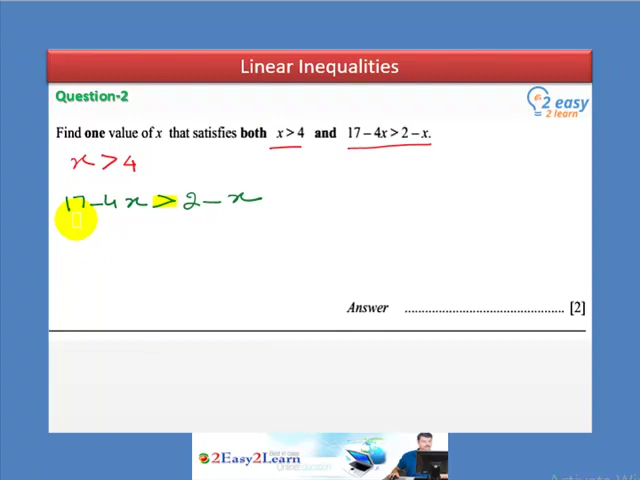 Linear Inequalities
Question-2
2 easy
2 learn
Find one value of x that satisfies both x > 4 and 17 – 4x > 2 – x.
x > 4
17 – 4x > 2 – x
Answer ................................................ [2]
2Easy2Learn